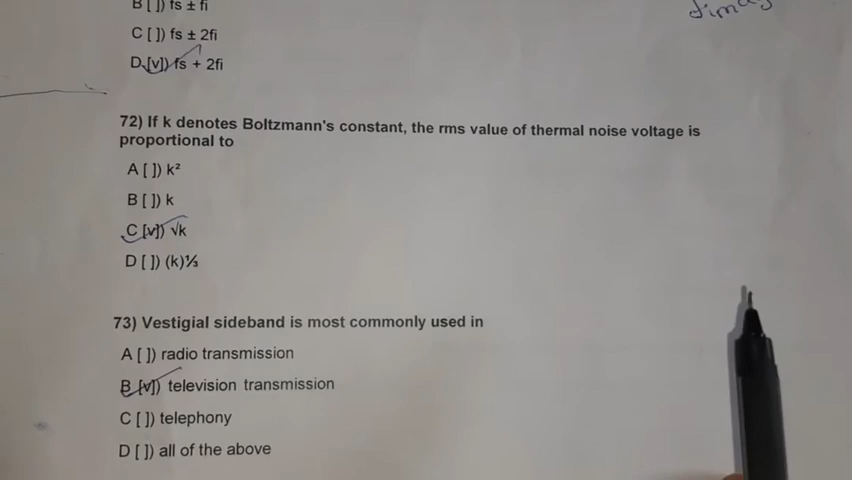 B [ ]) fs ± fi
C [ ]) fs ± 2fi
D [v]) fs + 2fi
72) If k denotes Boltzmann's constant, the rms value of thermal noise voltage is
proportional to
A [ ]) k²
B [ ]) k
C [v]) √k
D [ ]) (k)⅓
73) Vestigial sideband is most commonly used in
A [ ]) radio transmission
B [v]) television transmission
C [ ]) telephony
D [ ]) all of the above